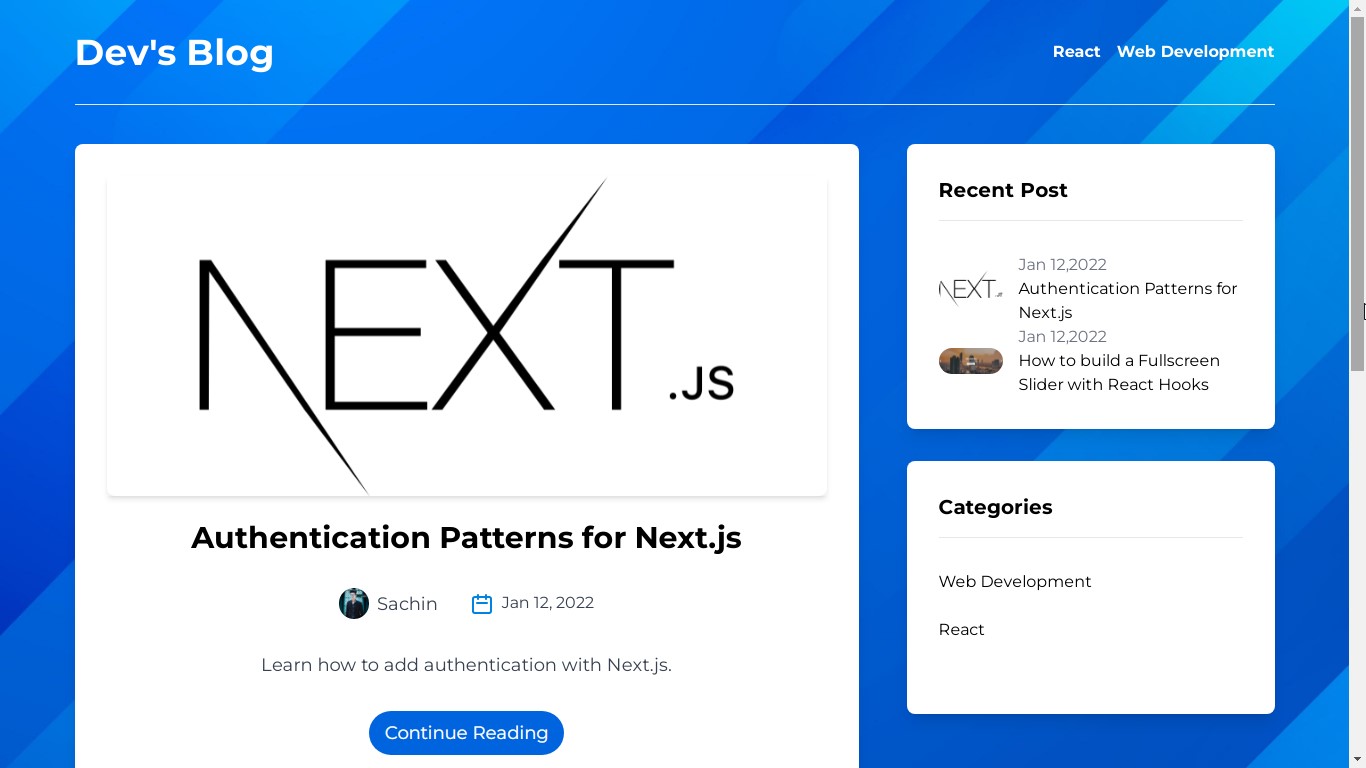 Dev's Blog
React Web Development
NEXT.JS
Authentication Patterns for Next.js
Sachin Jan 12, 2022
Learn how to add authentication with Next.js.
Continue Reading
Recent Post
NEXT.JS
Jan 12,2022
Authentication Patterns for
Next.js
Jan 12,2022
How to build a Fullscreen
Slider with React Hooks
Categories
Web Development
React